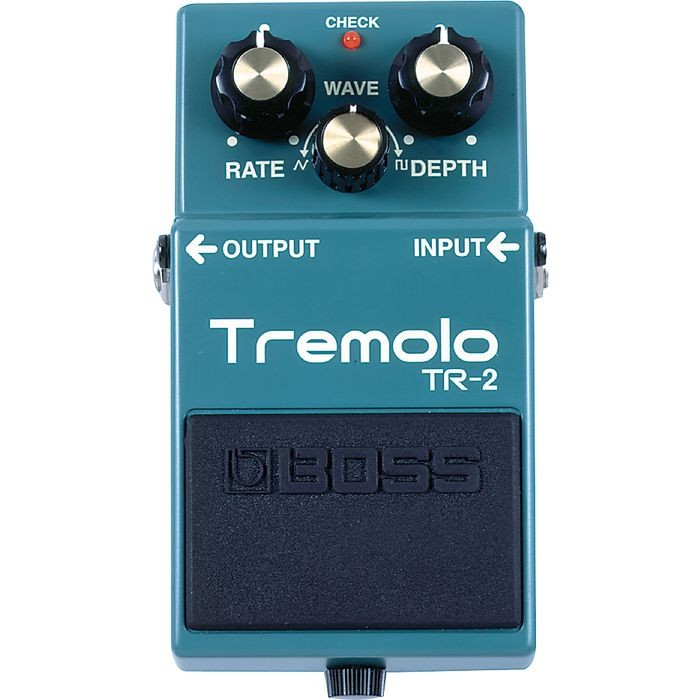 CHECK
WAVE
RATE DEPTH
OUTPUT INPUT
Tremolo
TR-2
BOSS